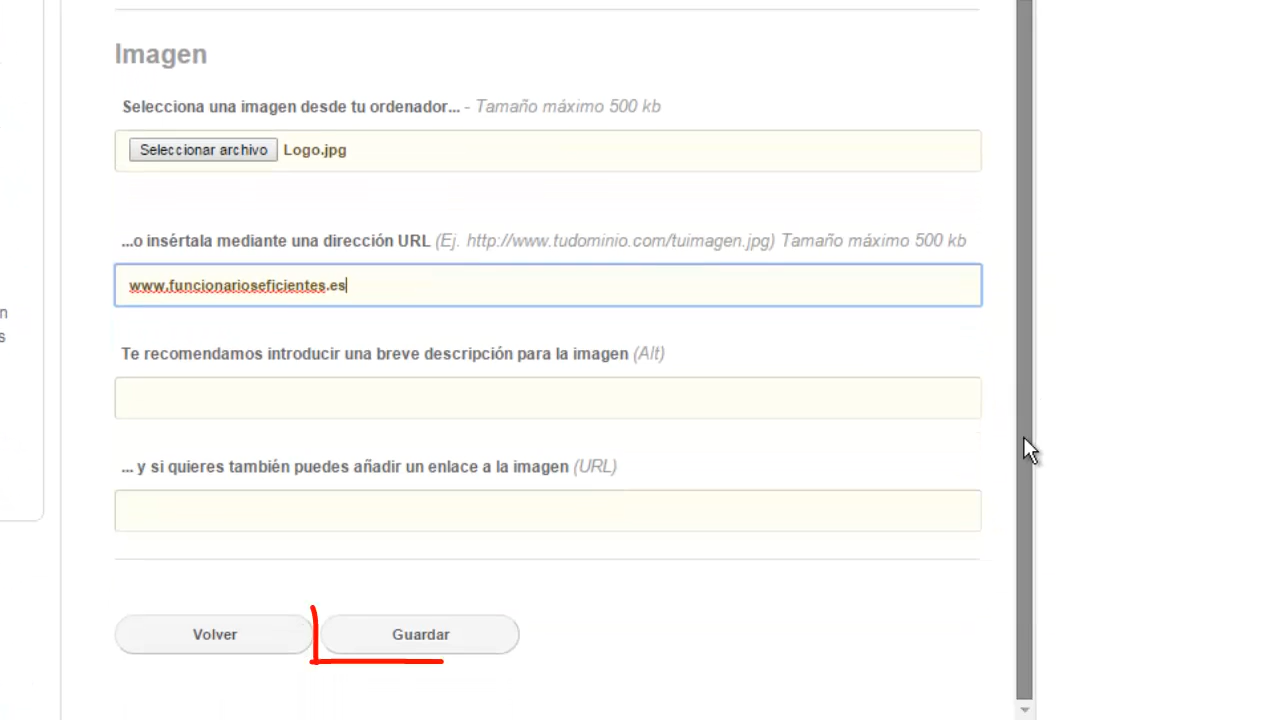 Imagen
Selecciona una imagen desde tu ordenador... - Tamaño máximo 500 kb
Seleccionar archivo Logo.jpg
...o insértala mediante una dirección URL (Ej. http://www.tudominio.com/tuimagen.jpg) Tamaño máximo 500 kb
www.funcionarioseficientes.es
Te recomendamos introducir una breve descripción para la imagen (Alt)
... y si quieres también puedes añadir un enlace a la imagen (URL)
Volver Guardar